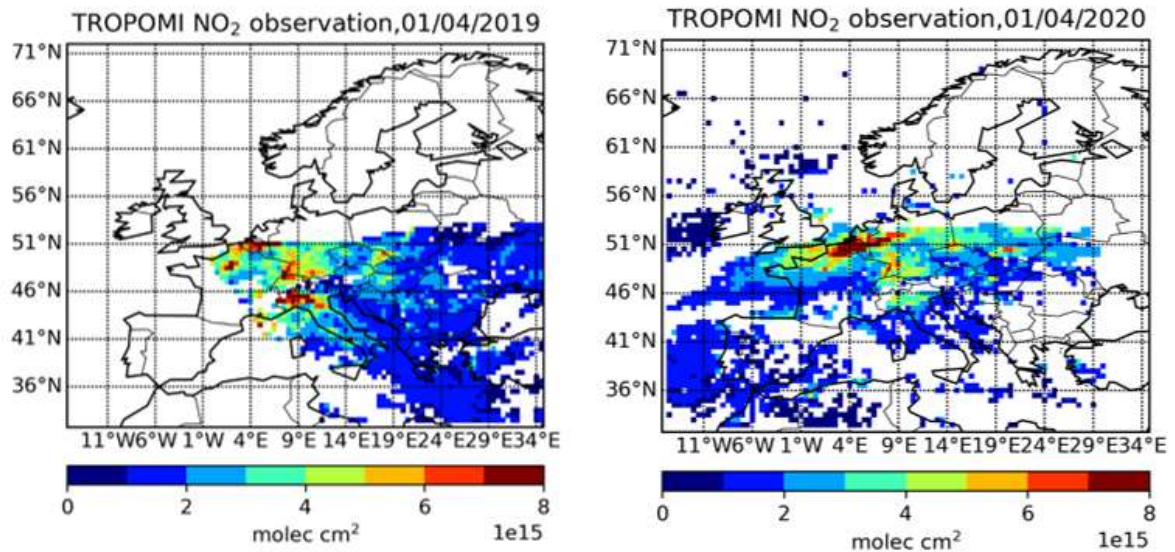 TROPOMI NO₂ observation,01/04/2019
71°N
66°N
61°N
56°N
51°N
46°N
41°N
36°N
11°W6°W 1°W 4°E 9°E 14°E19°E24°E29°E34°E
0 2 4 6 8
molec cm² 1e15
TROPOMI NO₂ observation,01/04/2020
71°N
66°N
61°N
56°N
51°N
46°N
41°N
36°N
11°W6°W 1°W 4°E 9°E 14°E19°E24°E29°E34°E
0 2 4 6 8
molec cm² 1e15